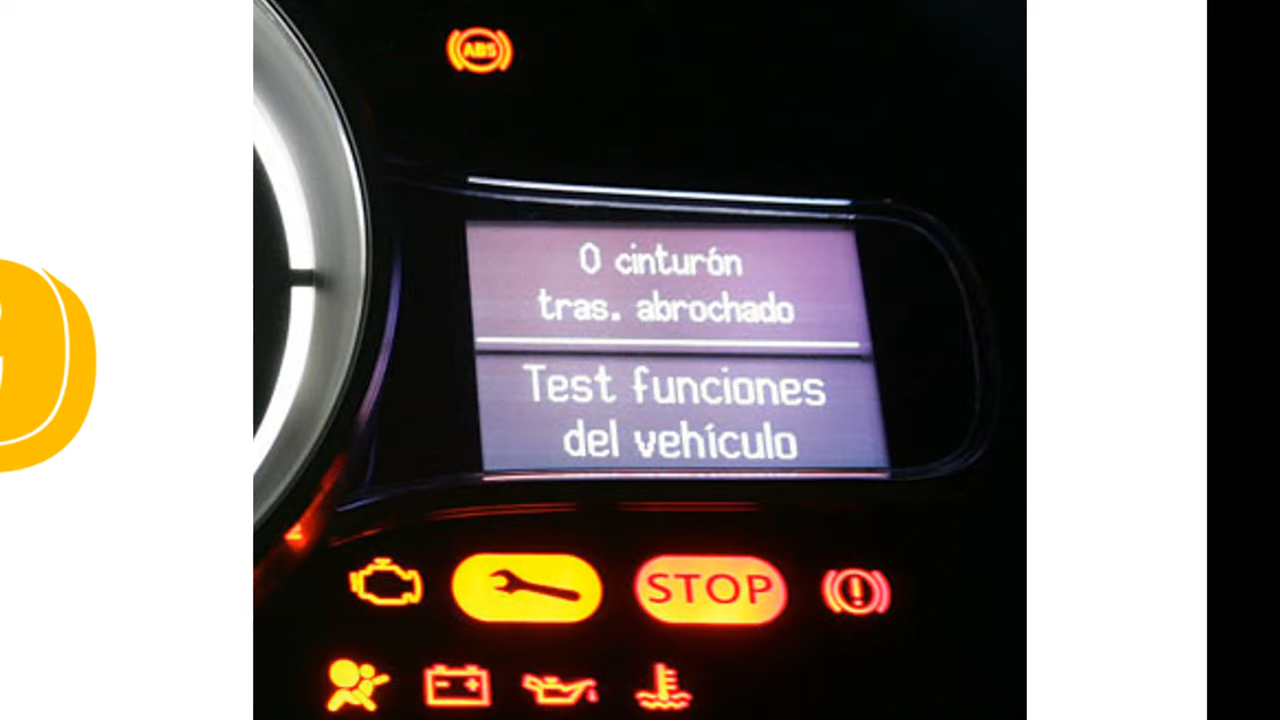 ABS
0 cinturón
tras. abrochado
Test funciones
del vehículo
STOP